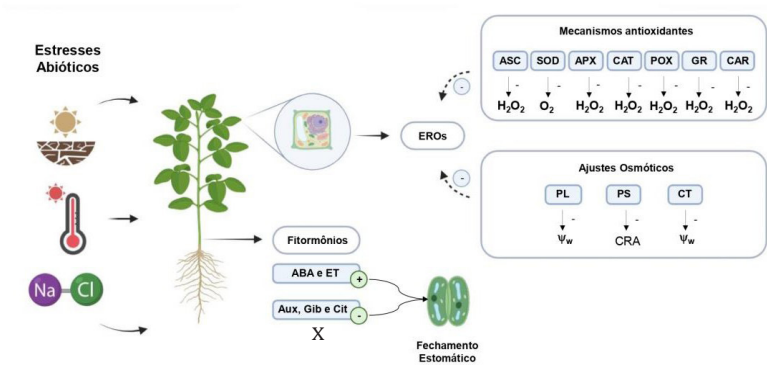 Estresses
Abióticos
Na Cl
EROs
Fitormônios
ABA e ET +
Aux, Gib e Cit -
X
Fechamento
Estomático
Mecanismos antioxidantes
ASC SOD APX CAT POX GR CAR
- - - - - - -
H₂O₂ O₂ H₂O₂ H₂O₂ H₂O₂ H₂O₂ H₂O₂
-
Ajustes Osmóticos
PL PS CT
- - -
Ψw CRA Ψw
-